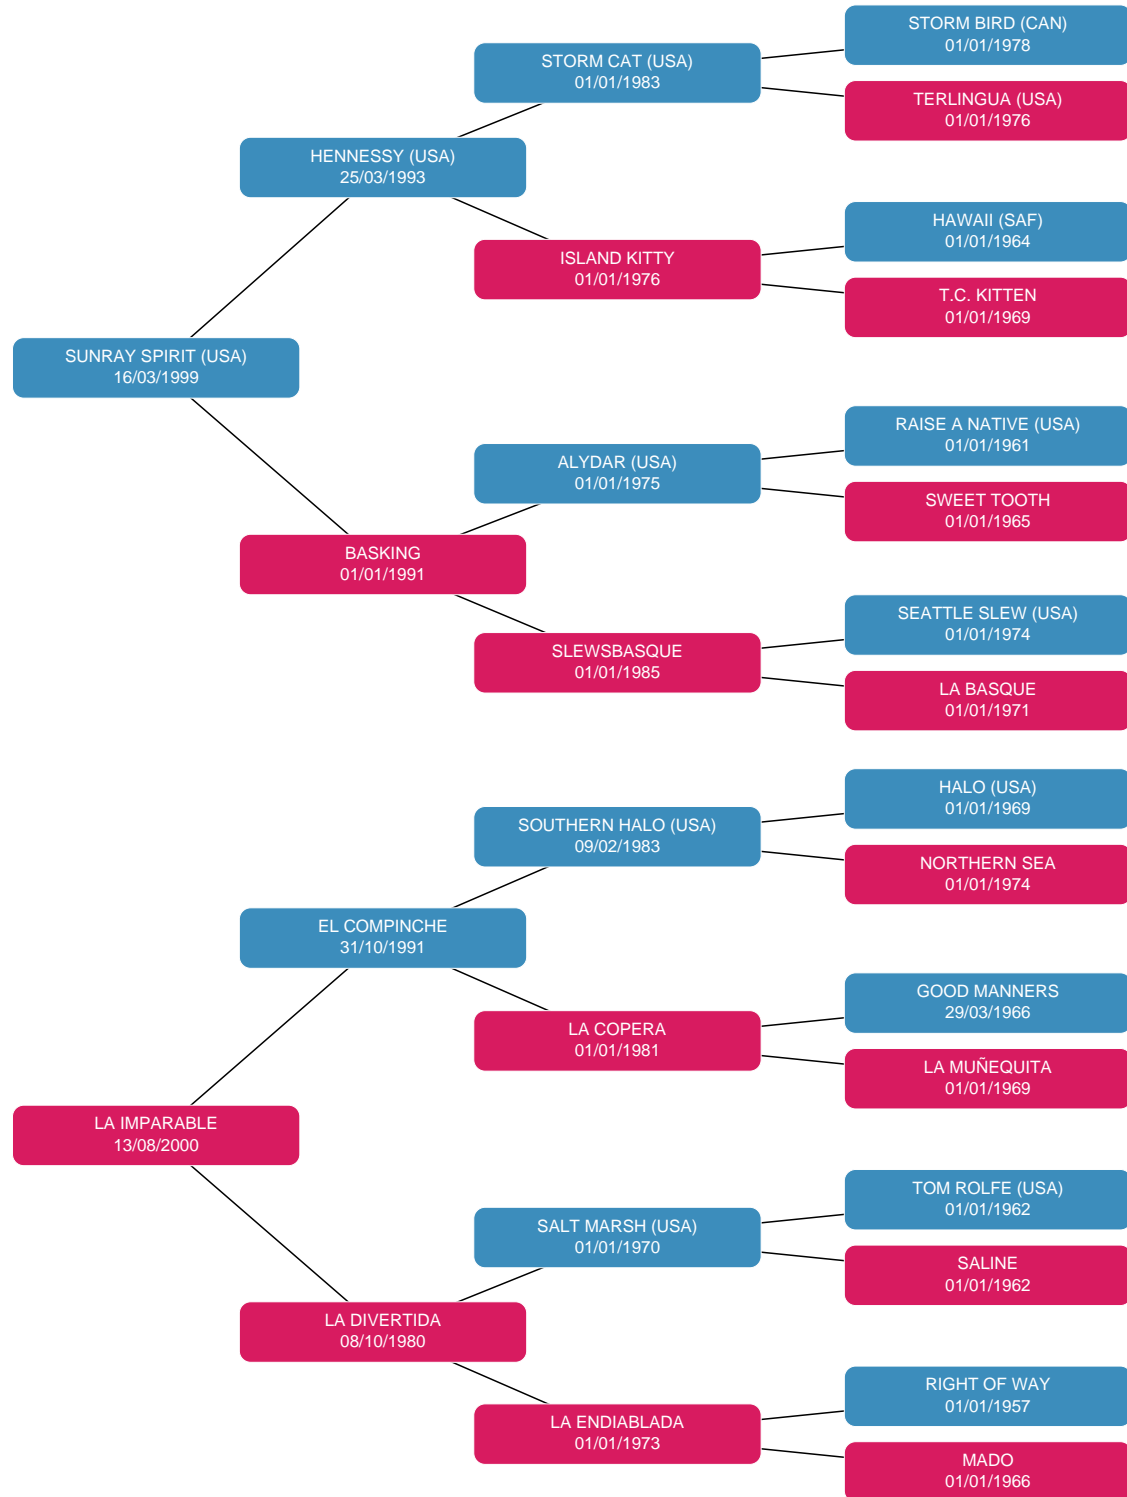 STORM BIRD (CAN)
01/01/1978
STORM CAT (USA)
01/01/1983
TERLINGUA (USA)
01/01/1976
HENNESSY (USA)
25/03/1993
HAWAII (SAF)
01/01/1964
ISLAND KITTY
01/01/1976
T.C. KITTEN
01/01/1969
SUNRAY SPIRIT (USA)
16/03/1999
RAISE A NATIVE (USA)
01/01/1961
ALYDAR (USA)
01/01/1975
SWEET TOOTH
01/01/1965
BASKING
01/01/1991
SEATTLE SLEW (USA)
01/01/1974
SLEWSBASQUE
01/01/1985
LA BASQUE
01/01/1971
HALO (USA)
01/01/1969
SOUTHERN HALO (USA)
09/02/1983
NORTHERN SEA
01/01/1974
EL COMPINCHE
31/10/1991
GOOD MANNERS
29/03/1966
LA COPERA
01/01/1981
LA MUÑEQUITA
01/01/1969
LA IMPARABLE
13/08/2000
TOM ROLFE (USA)
01/01/1962
SALT MARSH (USA)
01/01/1970
SALINE
01/01/1962
LA DIVERTIDA
08/10/1980
RIGHT OF WAY
01/01/1957
LA ENDIABLADA
01/01/1973
MADO
01/01/1966